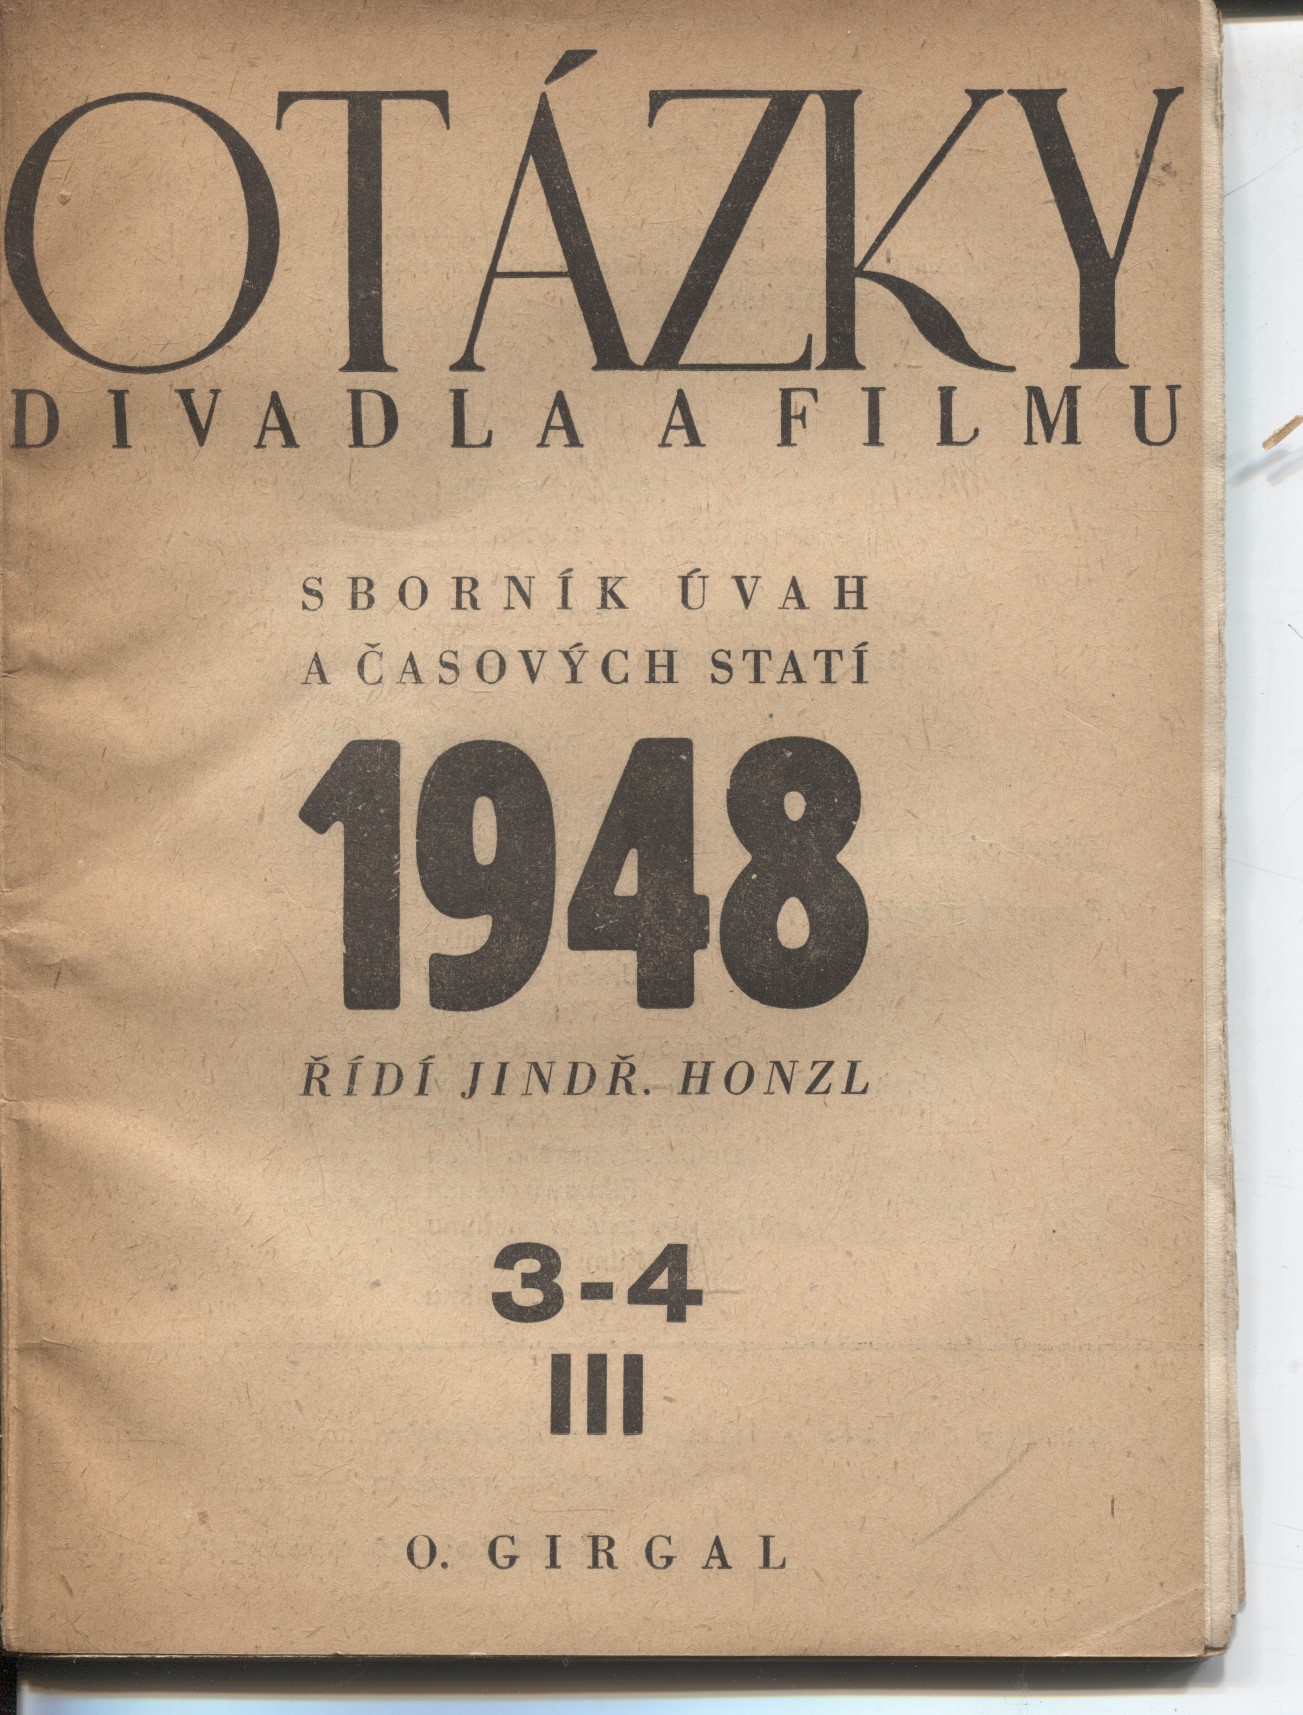 OTÁZKY
DIVADLA A FILMU
SBORNÍK ÚVAH
A ČASOVÝCH STATÍ
1948
ŘÍDÍ JINDŘ. HONZL
3-4
III
O. GIRGAL